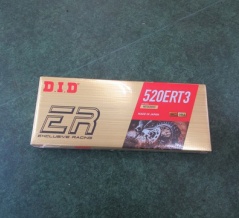 D.I.D
520ERT3
ER
EXCLUSIVE RACING